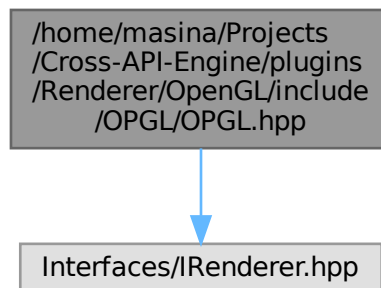 /home/masina/Projects
/Cross-API-Engine/plugins
/Renderer/OpenGL/include
/OPGL/OPGL.hpp
Interfaces/IRenderer.hpp